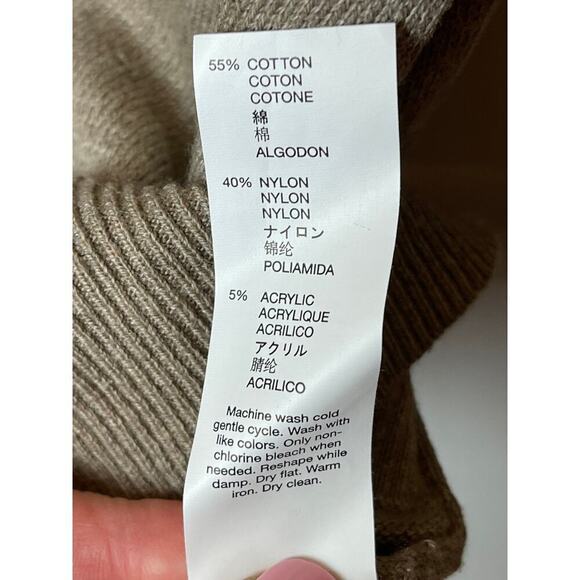 55% COTTON
COTON
COTONE
綿
棉
ALGODON
40% NYLON
NYLON
NYLON
ナイロン
锦纶
POLIAMIDA
5% ACRYLIC
ACRYLIQUE
ACRILICO
アクリル
腈纶
ACRILICO
Machine wash cold
gentle cycle. Wash with
like colors. Only non-
chlorine bleach when
needed. Reshape while
damp. Dry flat. Warm
iron. Dry clean.